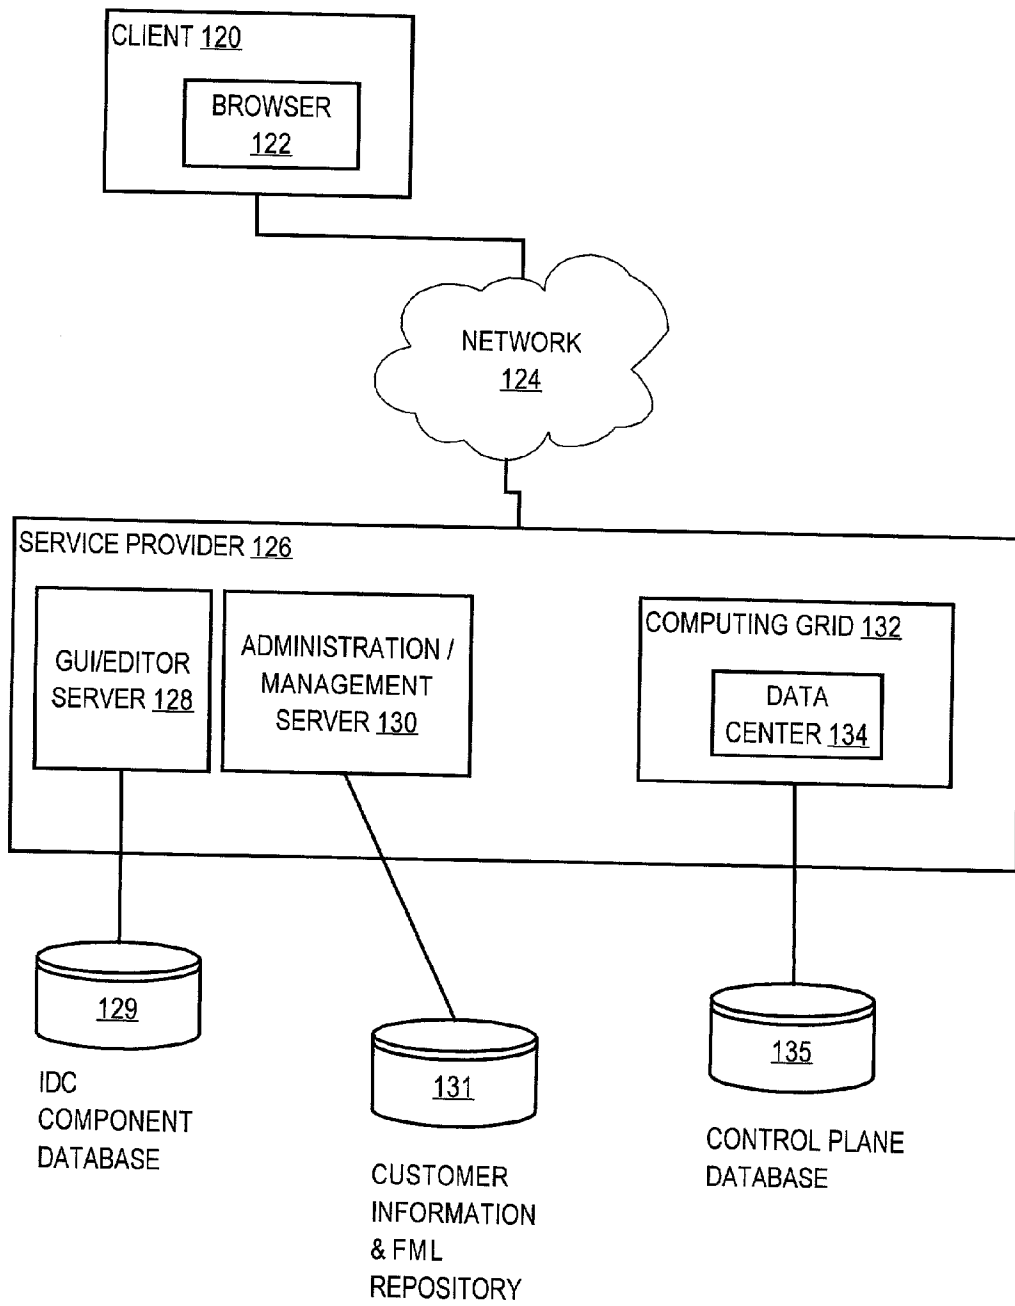 CLIENT 120
BROWSER
122
NETWORK
124
SERVICE PROVIDER 126
GUI/EDITOR
SERVER 128
ADMINISTRATION /
MANAGEMENT
SERVER 130
COMPUTING GRID 132
DATA
CENTER 134
129
IDC
COMPONENT
DATABASE
131
CUSTOMER
INFORMATION
& FML
REPOSITORY
135
CONTROL PLANE
DATABASE